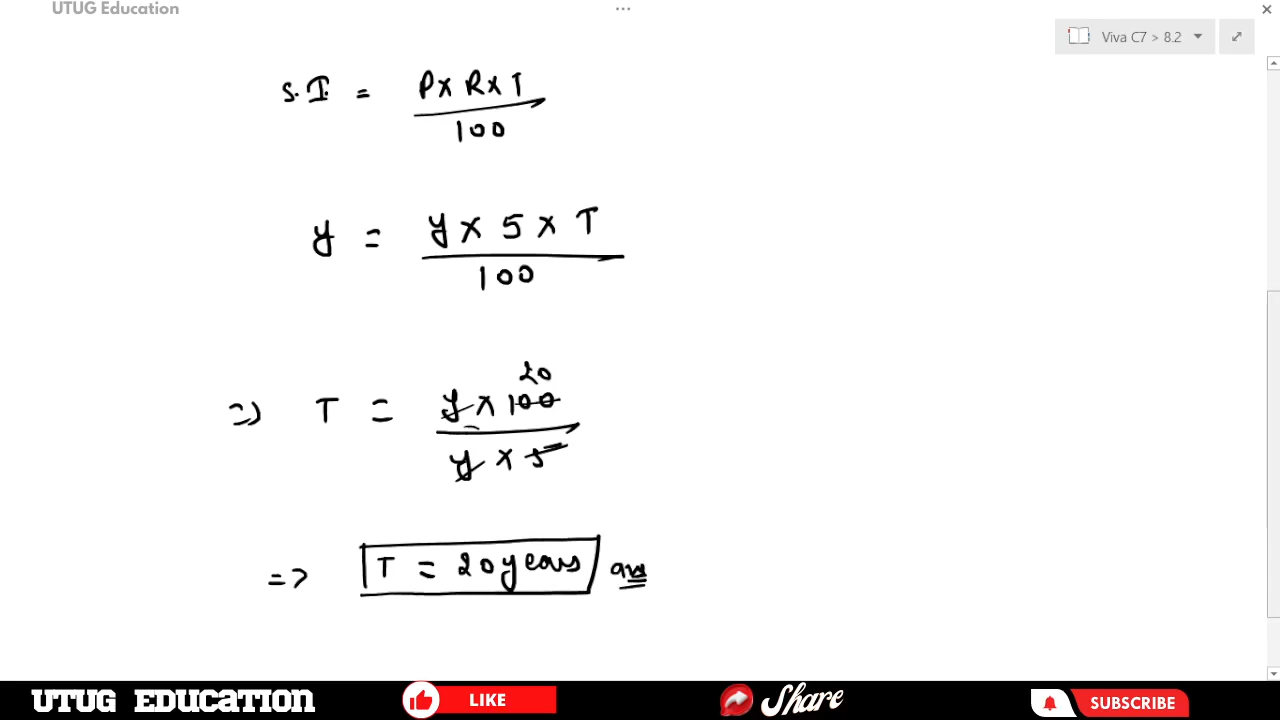 UTUG Education
...
Viva C7 > 8.2
S.I = P x R x T / 100
y = y x 5 x T / 100
=> T = y x 100 / y x 5
20
=> T = 20 years ans
UTUG EDUCATION LIKE Share SUBSCRIBE